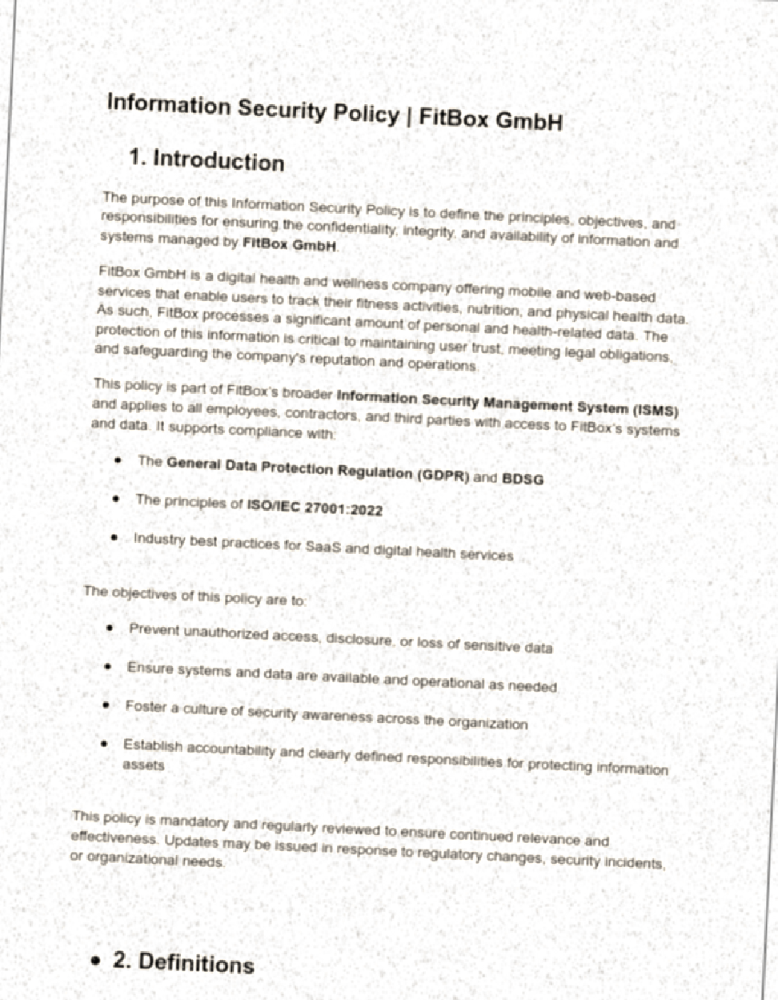 Information Security Policy | FitBox GmbH
1. Introduction
The purpose of this Information Security Policy is to define the principles, objectives, and
responsibilities for ensuring the confidentiality, integrity, and availability of information and
systems managed by FitBox GmbH.
FitBox GmbH is a digital health and wellness company offering mobile and web-based
services that enable users to track their fitness activities, nutrition, and physical health data.
As such, FitBox processes a significant amount of personal and health-related data. The
protection of this information is critical to maintaining user trust, meeting legal obligations,
and safeguarding the company's reputation and operations.
This policy is part of FitBox's broader Information Security Management System (ISMS)
and applies to all employees, contractors, and third parties with access to FitBox's systems
and data. It supports compliance with:
• The General Data Protection Regulation (GDPR) and BDSG
• The principles of ISO/IEC 27001:2022
• Industry best practices for SaaS and digital health services
The objectives of this policy are to:
• Prevent unauthorized access, disclosure, or loss of sensitive data
• Ensure systems and data are available and operational as needed
• Foster a culture of security awareness across the organization
• Establish accountability and clearly defined responsibilities for protecting information
assets
This policy is mandatory and regularly reviewed to ensure continued relevance and
effectiveness. Updates may be issued in response to regulatory changes, security incidents,
or organizational needs.
• 2. Definitions